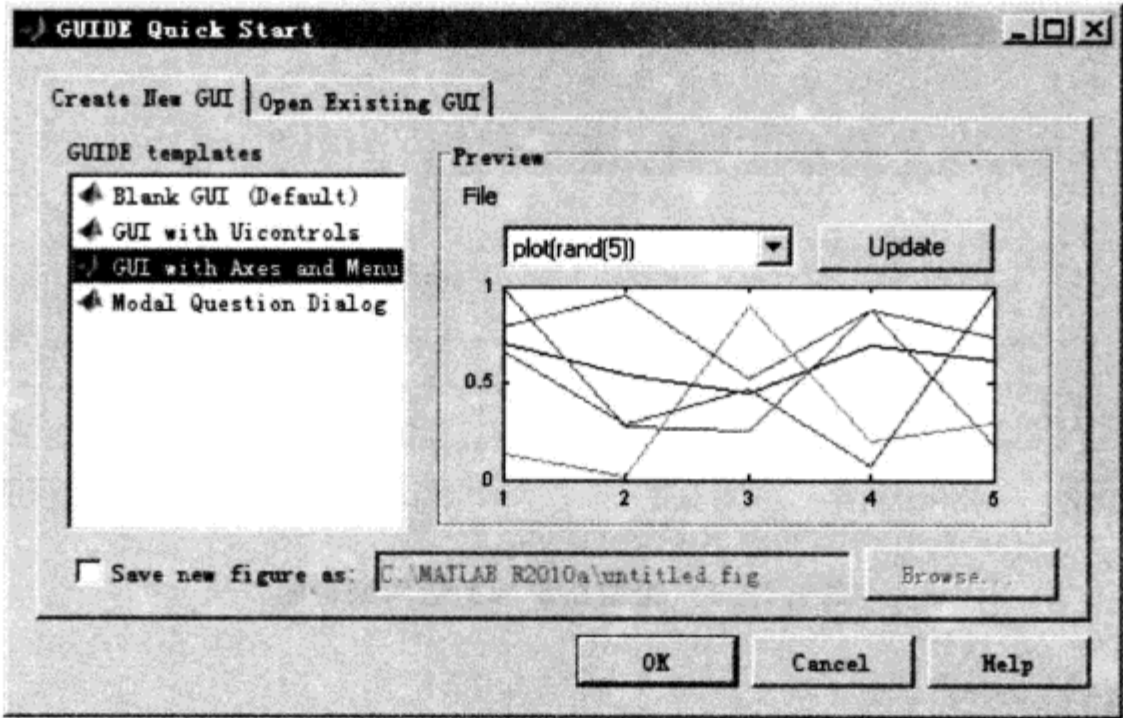 GUIDE Quick Start
Create New GUI
Open Existing GUI
GUIDE templates
Blank GUI (Default)
GUI with Uicontrols
GUI with Axes and Menu
Modal Question Dialog
Preview
File
plot(rand(5))
Update
1
0.5
0
1 2 3 4 5
Save new figure as:
C:\MATLAB R2010a\untitled.fig
Browse...
OK
Cancel
Help